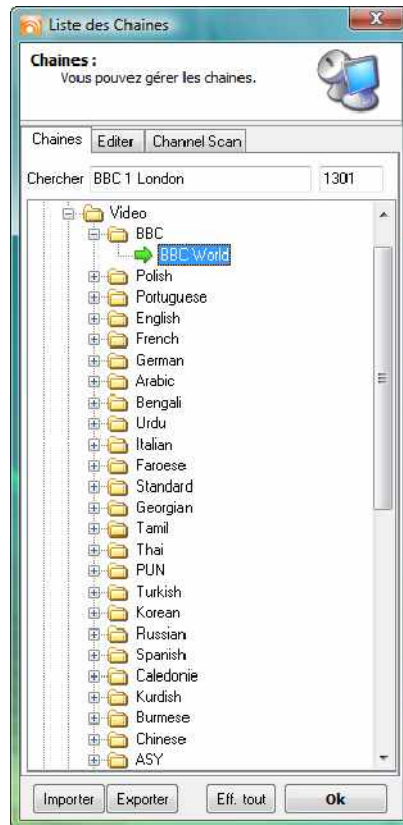 Liste des Chaines
Chaines :
Vous pouvez gérer les chaines.
Chaines Editer Channel Scan
Chercher BBC 1 London 1301
Video
BBC
BBC World
Polish
Portuguese
English
French
German
Arabic
Bengali
Urdu
Italian
Faroese
Standard
Georgian
Tamil
Thai
PUN
Turkish
Korean
Russian
Spanish
Caledonie
Kurdish
Burmese
Chinese
ASY
Importer Exporter Eff. tout Ok